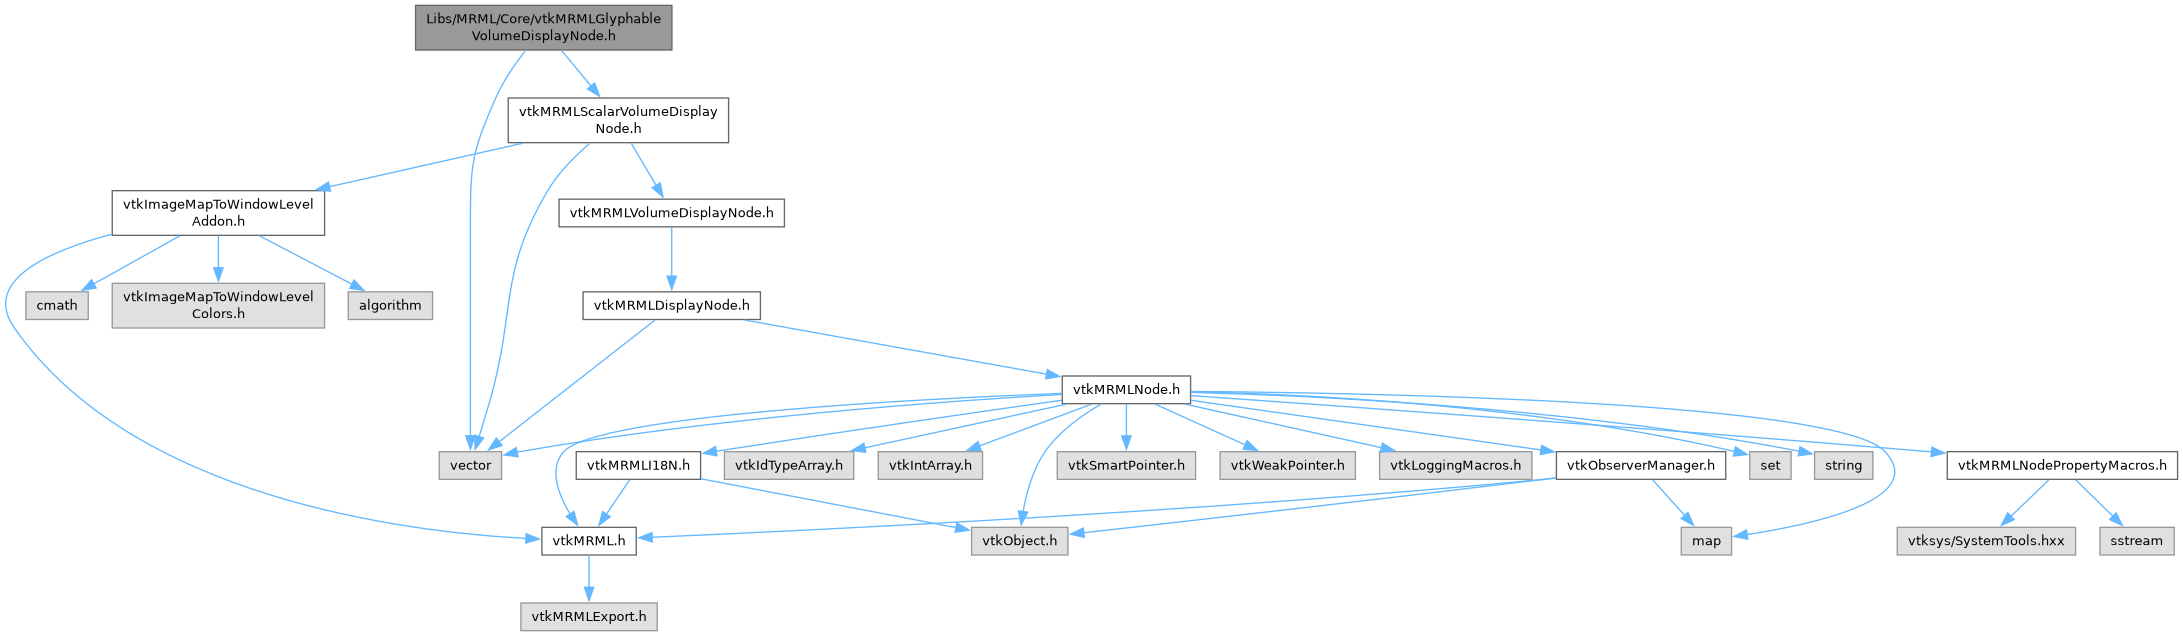 Libs/MRML/Core/vtkMRMLGlyphable
VolumeDisplayNode.h
vtkMRMLScalarVolumeDisplay
Node.h
vtkImageMapToWindowLevel
Addon.h
vtkMRMLVolumeDisplayNode.h
cmath
vtkImageMapToWindowLevel
Colors.h
algorithm
vtkMRMLDisplayNode.h
vtkMRMLNode.h
vector
vtkMRMLI18N.h
vtkIdTypeArray.h
vtkIntArray.h
vtkSmartPointer.h
vtkWeakPointer.h
vtkLoggingMacros.h
vtkObserverManager.h
set
string
vtkMRMLNodePropertyMacros.h
vtkMRML.h
vtkObject.h
map
vtksys/SystemTools.hxx
sstream
vtkMRMLExport.h